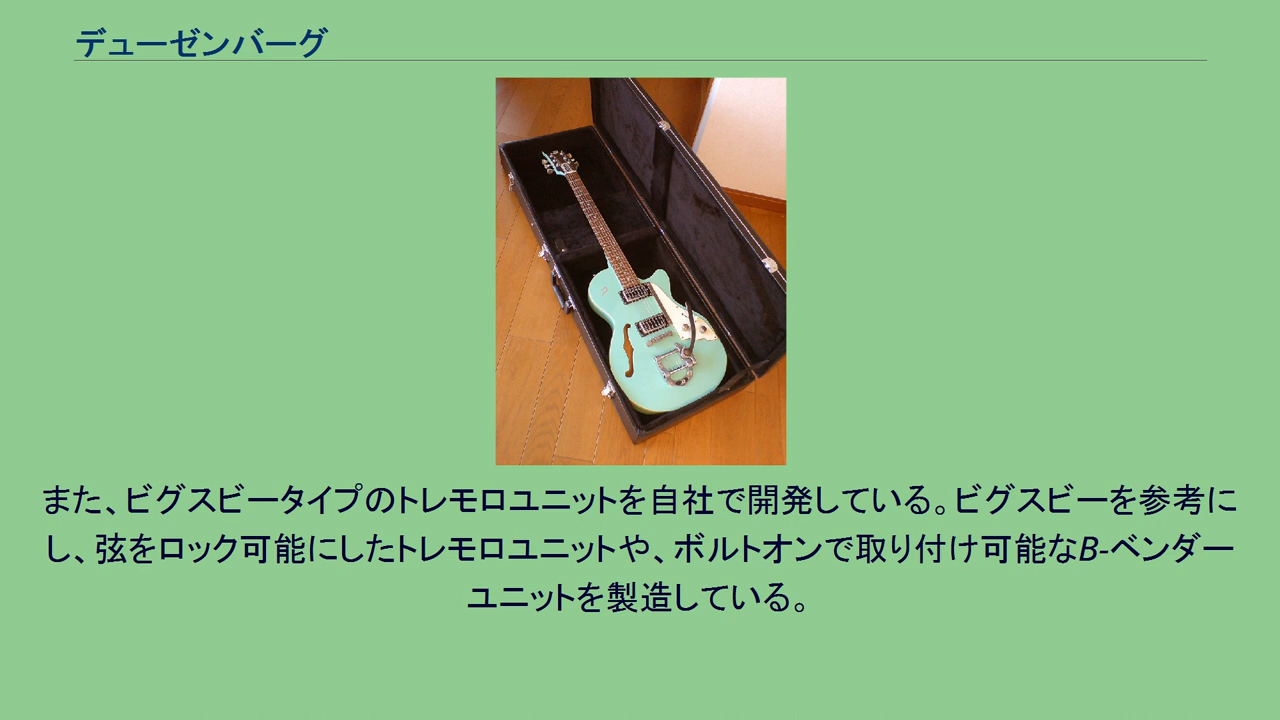 デューゼンバーグ
また、ビグスビータイプのトレモロユニットを自社で開発している。ビグスビーを参考に
し、弦をロック可能にしたトレモロユニットや、ボルトオンで取り付け可能なB-ベンダー
ユニットを製造している。